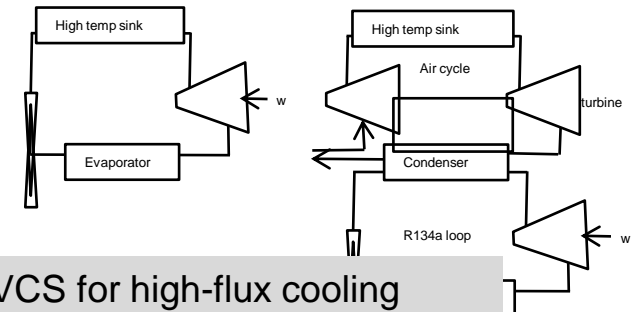 High temp sink
w
Evaporator
High temp sink
Air cycle
turbine
Condenser
R134a loop
w
VCS for high-flux cooling